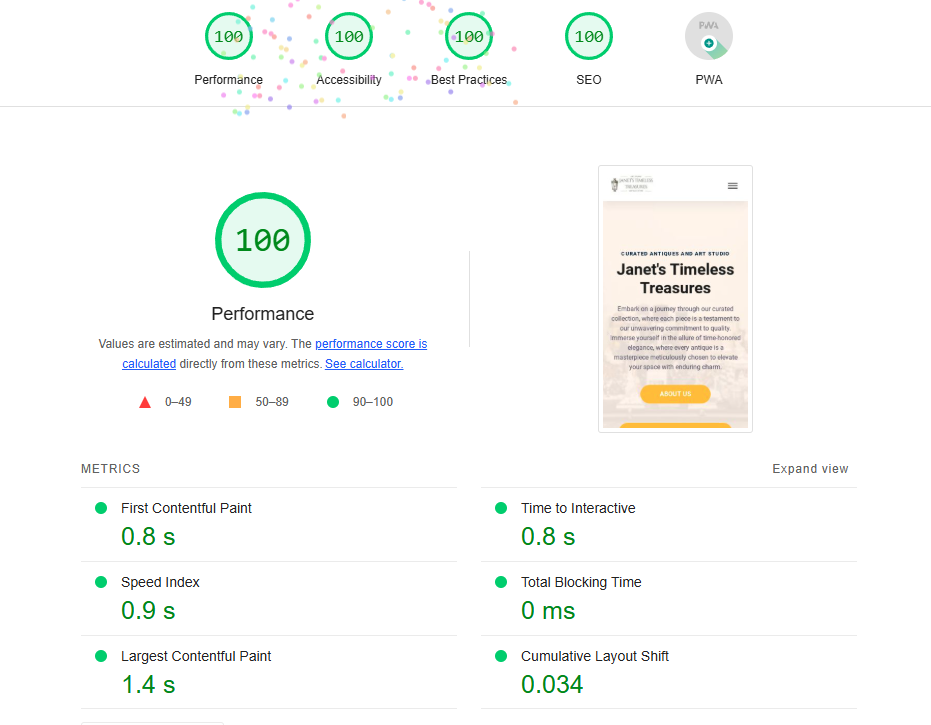 100 100 100 100 PWA
Performance Accessibility Best Practices SEO PWA
100
Performance
Values are estimated and may vary. The performance score is
calculated directly from these metrics. See calculator.
0–49 50–89 90–100
JANET'S TIMELESS
TREASURES
CURATED ANTIQUES AND ART STUDIO
Janet's Timeless
Treasures
Embark on a journey through our curated
collection, where each piece is a testament to
our unwavering commitment to quality.
Immerse yourself in the allure of time-honored
elegance, where every antique is a
masterpiece meticulously chosen to elevate
your space with enduring charm.
ABOUT US
METRICS Expand view
First Contentful Paint
0.8 s
Time to Interactive
0.8 s
Speed Index
0.9 s
Total Blocking Time
0 ms
Largest Contentful Paint
1.4 s
Cumulative Layout Shift
0.034